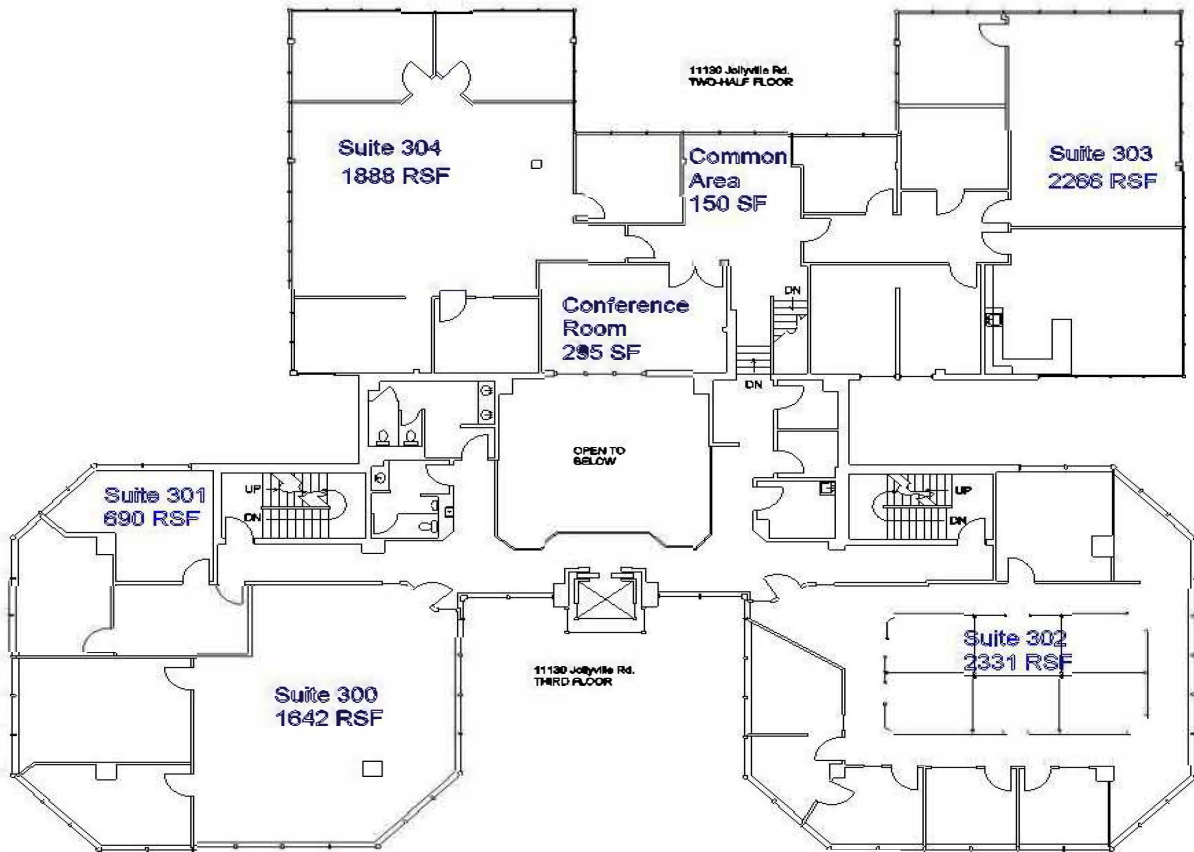 11130 Jollyville Rd.
TWO-HALF FLOOR
Suite 304
1888 RSF
Common
Area
150 SF
Suite 303
2266 RSF
DN
Conference
Room
295 SF
DN
OPEN TO
BELOW
Suite 301
690 RSF
UP
DN
UP
DN
Suite 302
2331 RSF
11130 Jollyville Rd.
THIRD FLOOR
Suite 300
1642 RSF